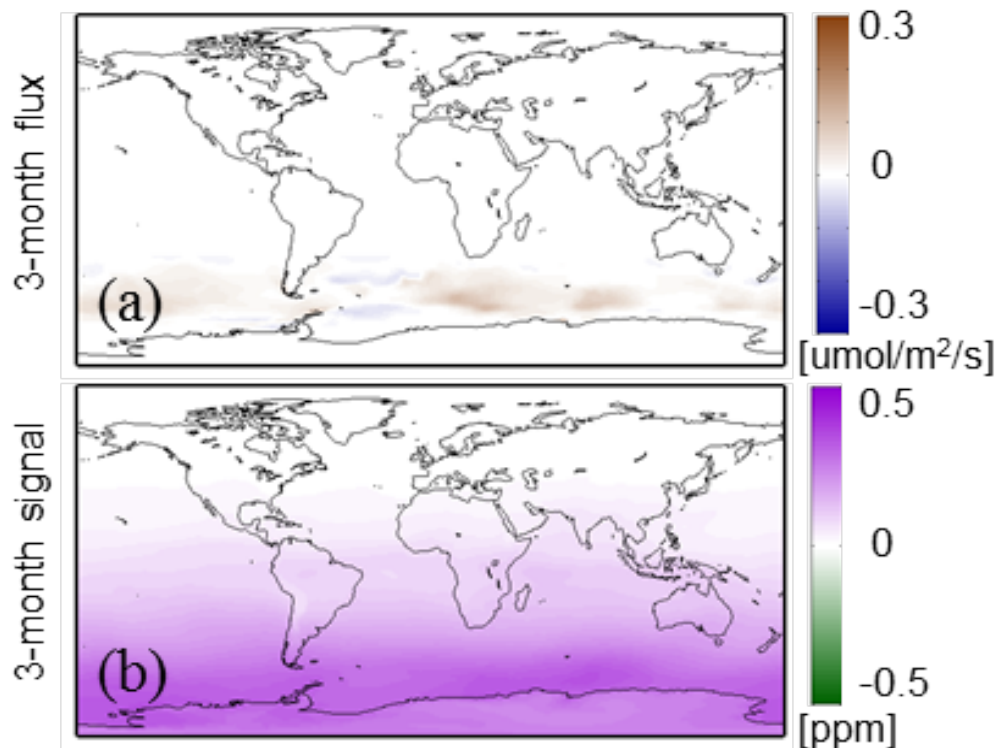 3-month flux
(a)
0.3
0
-0.3
[umol/m²/s]
3-month signal
(b)
0.5
0
-0.5
[ppm]